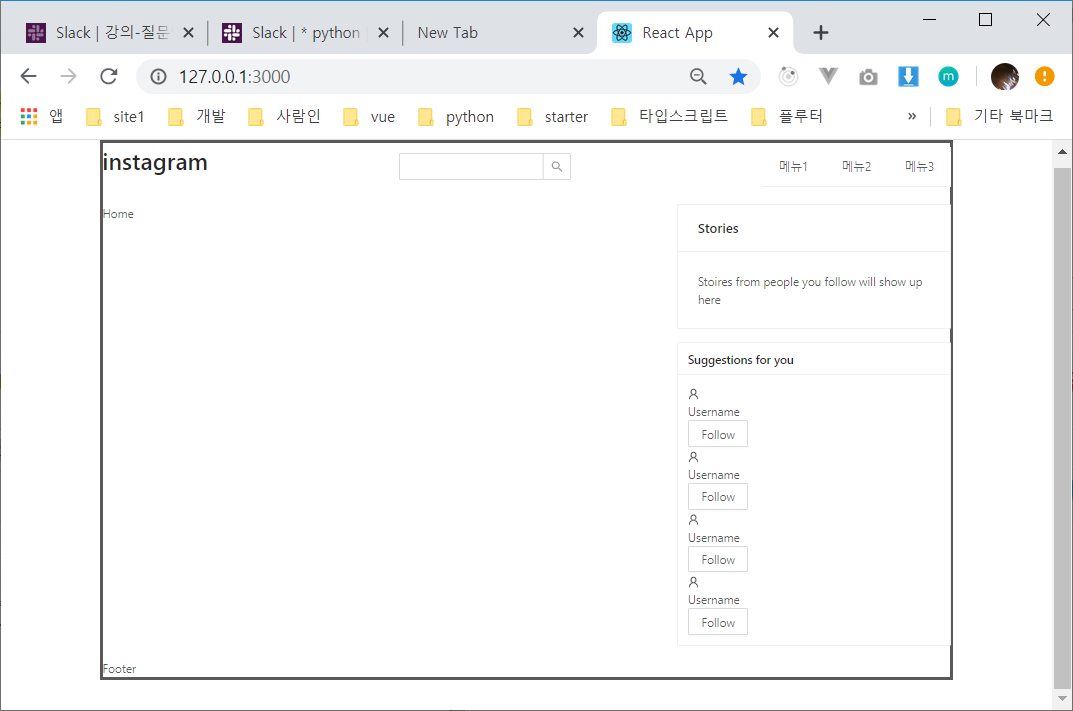 Slack | 강의-질문
Slack | * python
New Tab
React App
127.0.0.1:3000
앱
site1
개발
사람인
vue
python
starter
타입스크립트
플루터
»
기타 북마크
instagram
메뉴1
메뉴2
메뉴3
Home
Stories
Stoires from people you follow will show up
here
Suggestions for you
Username
Follow
Username
Follow
Username
Follow
Username
Follow
Footer